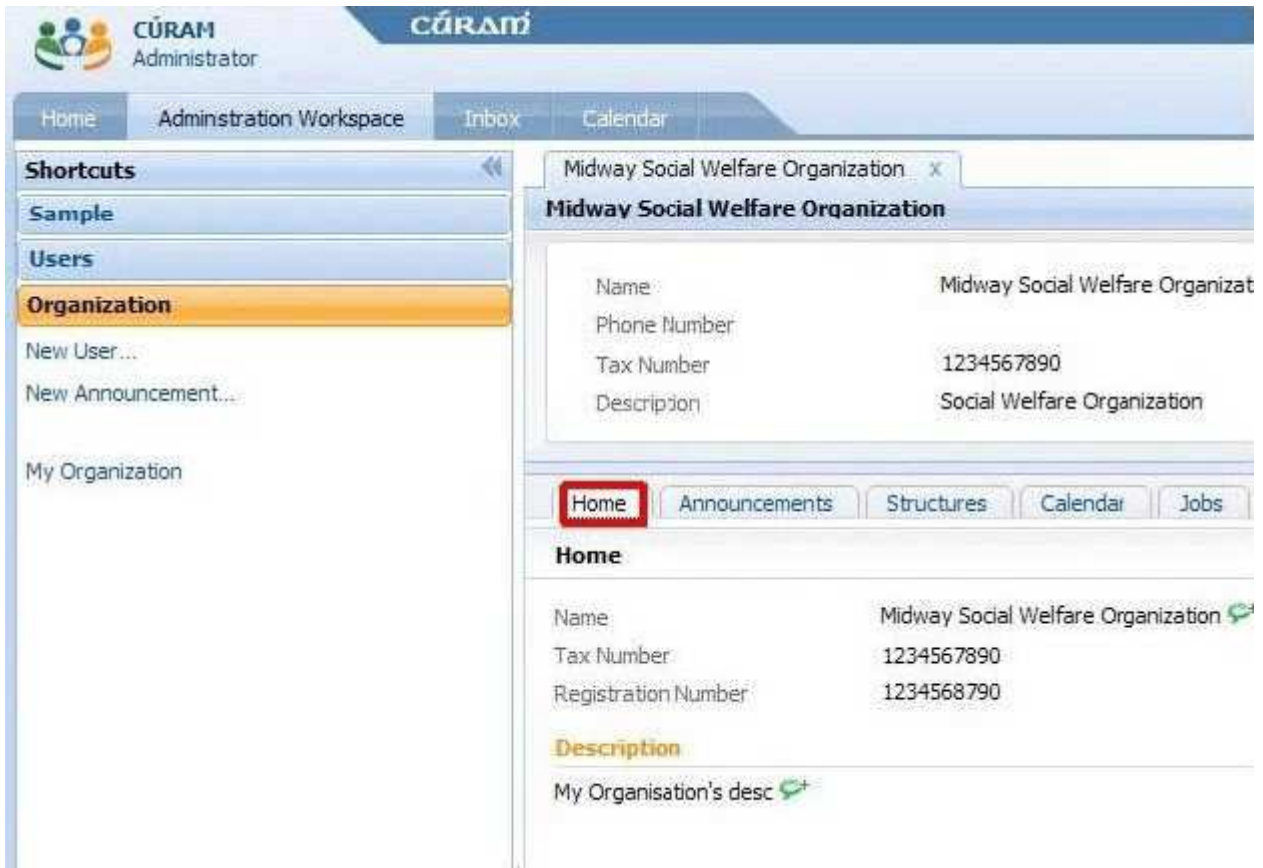 CÚRAM
Administrator
CÚRAM
Home Adminstration Workspace Inbox Calendar
Shortcuts
Sample
Users
Organization
New User...
New Announcement...
My Organization
Midway Social Welfare Organization x
Midway Social Welfare Organization
Name Midway Social Welfare Organizat
Phone Number
Tax Number 1234567890
Description Social Welfare Organization
Home Announcements Structures Calendar Jobs
Home
Name Midway Social Welfare Organization
Tax Number 1234567890
Registration Number 1234568790
Description
My Organisation's desc